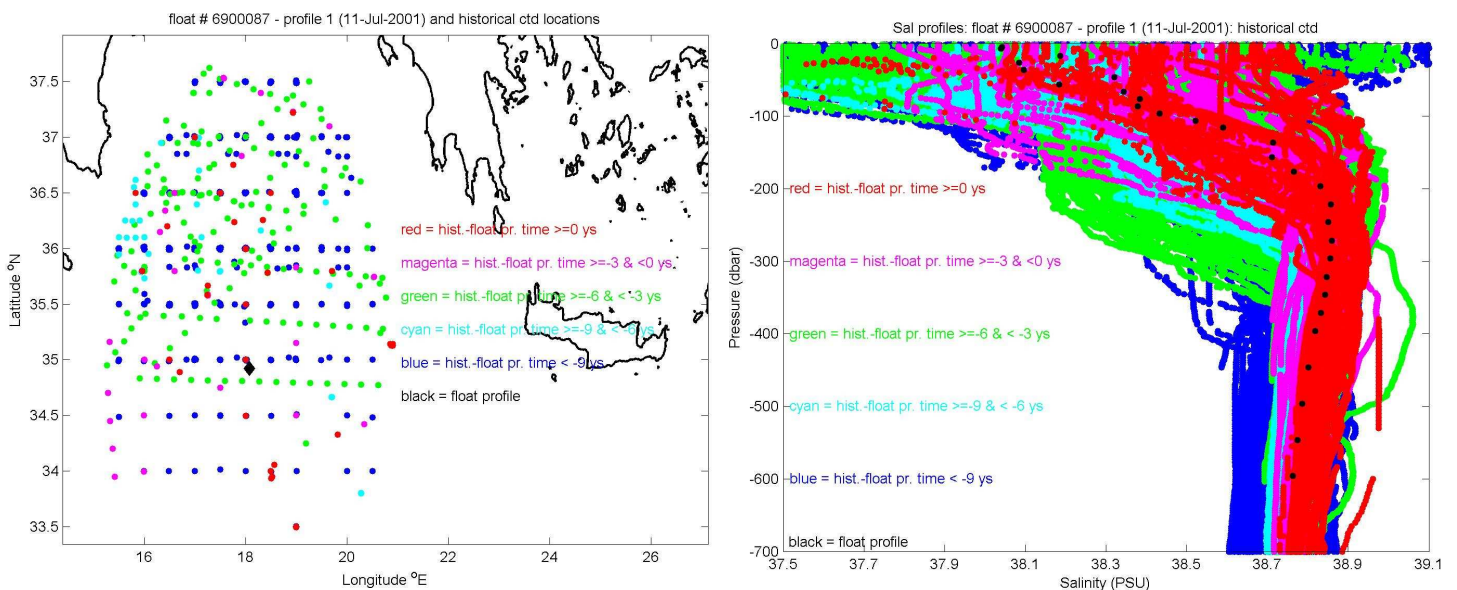 float # 6900087 - profile 1 (11-Jul-2001) and historical ctd locations
37.5
37
36.5
36
35.5
35
34.5
34
33.5
Latitude °N
red = hist.-float pr. time >=0 ys
magenta = hist.-float pr. time >=-3 & <0 ys
green = hist.-float pr. time >=-6 & < -3 ys
cyan = hist.-float pr. time >=-9 & < -6 ys
blue = hist.-float pr. time < -9 ys
black = float profile
16 18 20 22 24 26
Longitude °E
Sal profiles: float # 6900087 - profile 1 (11-Jul-2001): historical ctd
0
-100
-200
-300
-400
-500
-600
-700
Pressure (dbar)
red = hist.-float pr. time >=0 ys
magenta = hist.-float pr. time >=-3 & <0 ys
green = hist.-float pr. time >=-6 & < -3 ys
cyan = hist.-float pr. time >=-9 & < -6 ys
blue = hist.-float pr. time < -9 ys
black = float profile
37.5 37.7 37.9 38.1 38.3 38.5 38.7 38.9 39.1
Salinity (PSU)